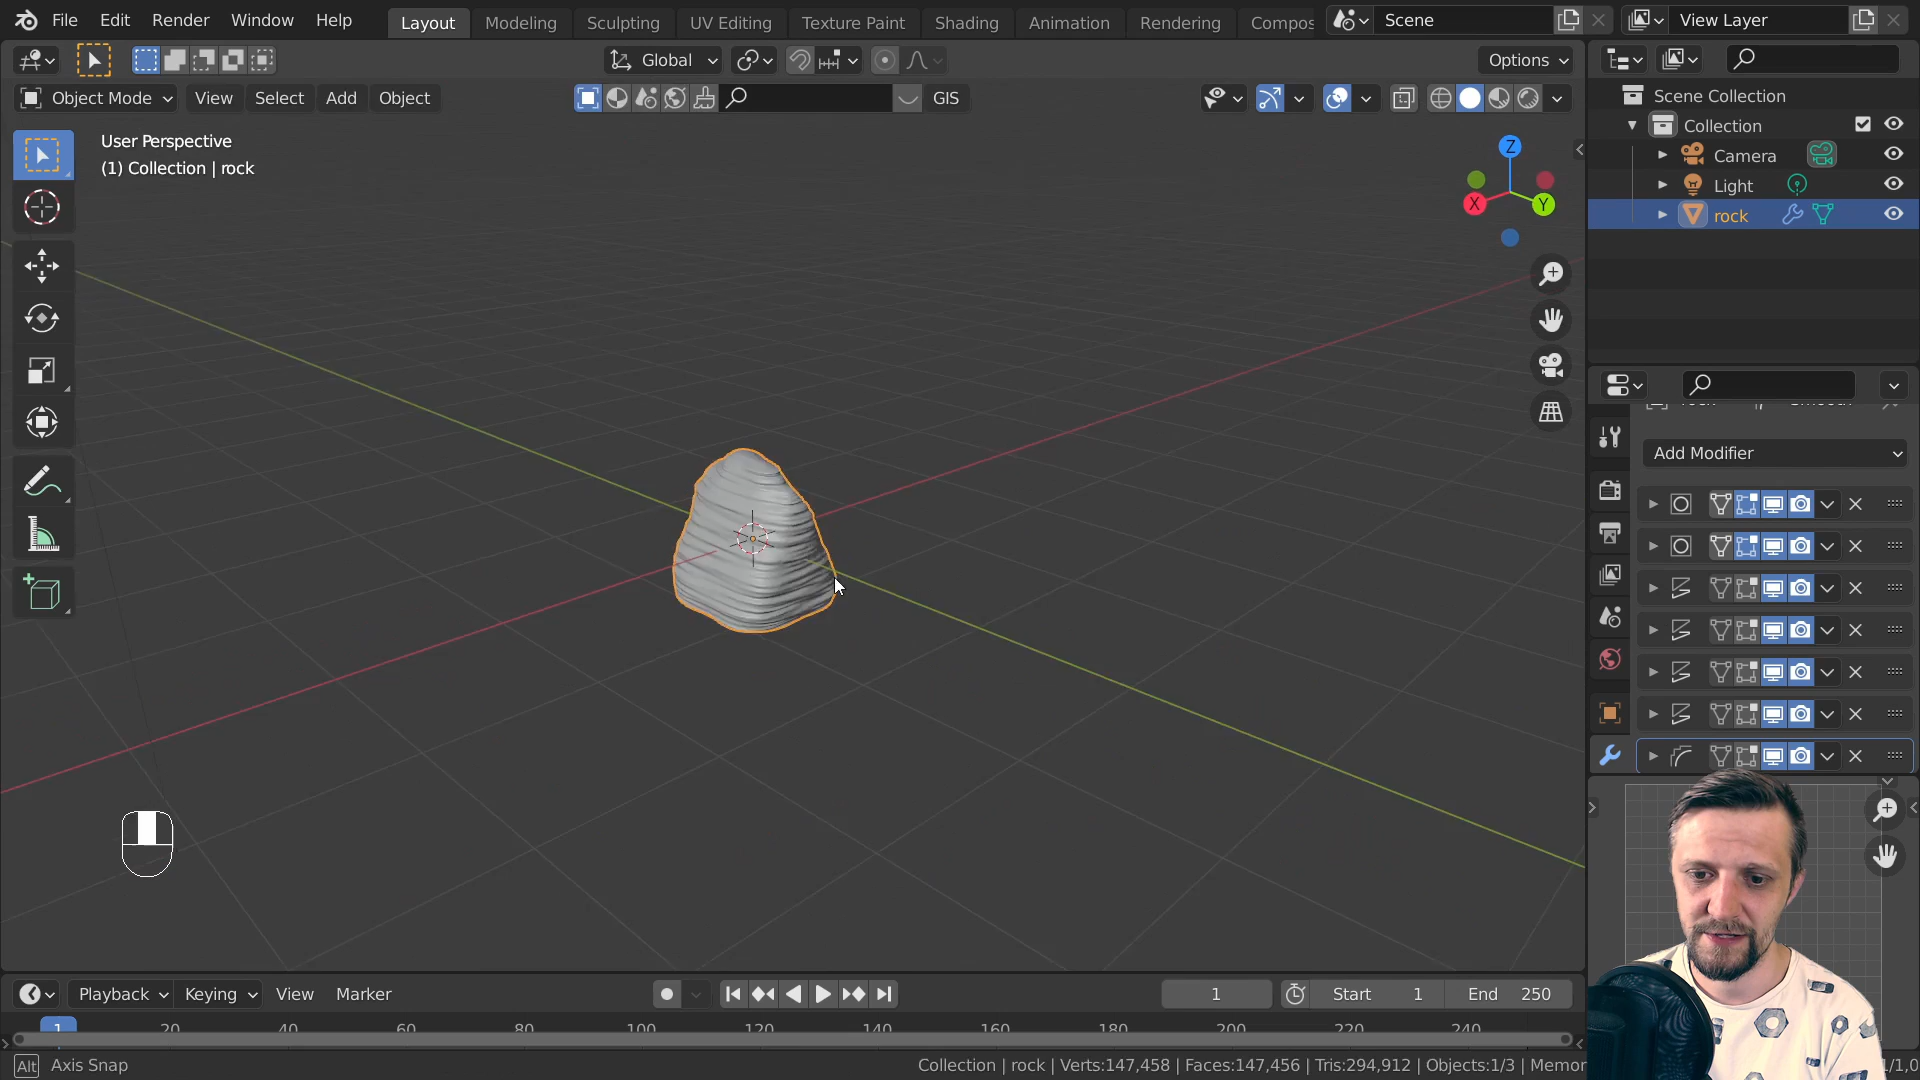 File Edit Render Window Help Layout Modeling Sculpting UV Editing Texture Paint Shading Animation Rendering Compos Scene View Layer
Global Options
Object Mode View Select Add Object GIS
User Perspective
(1) Collection | rock
Z
X Y
Scene Collection
Collection
Camera
Light
rock
Add Modifier
Playback Keying View Marker 1 Start 1 End 250
1 20 40 60 80 100 120 140 160 180 200 220 240
Alt Axis Snap Collection | rock | Verts:147,458 | Faces:147,456 | Tris:294,912 | Objects:1/3 | Memor